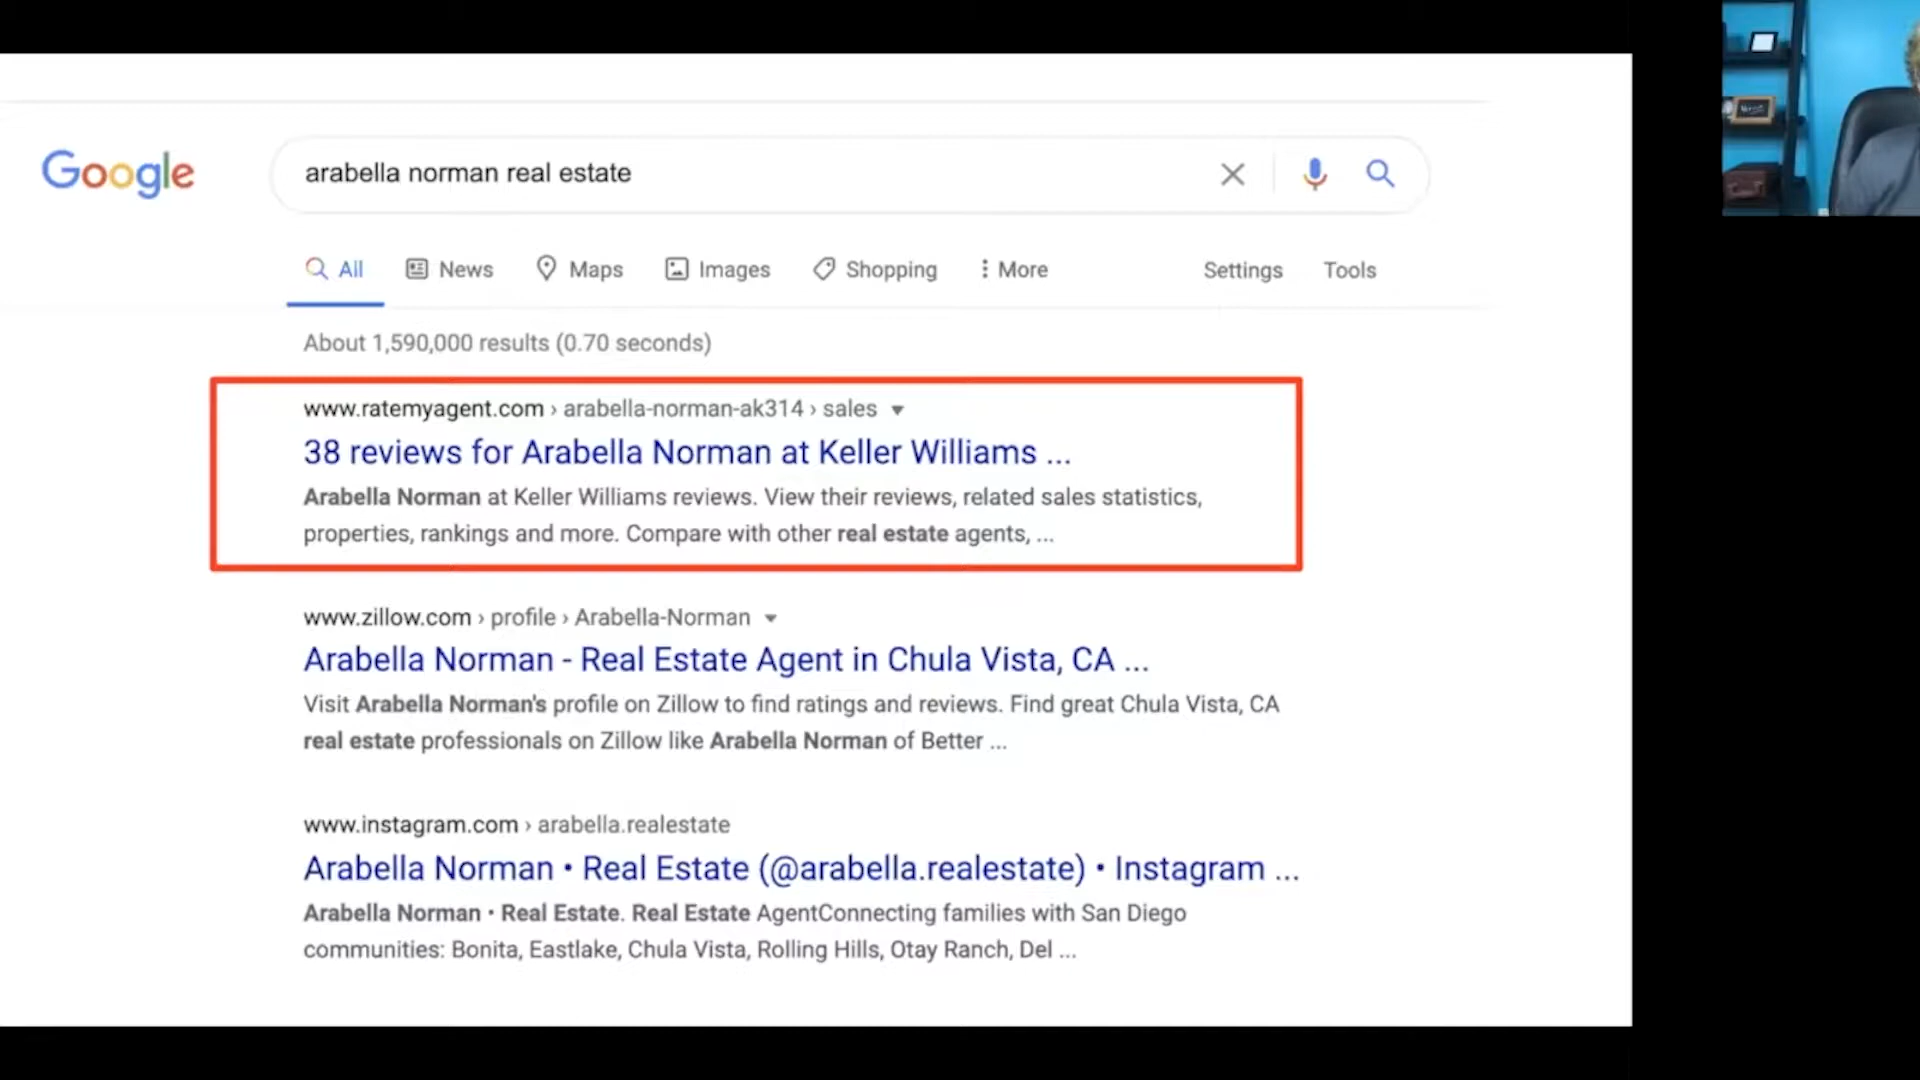 Google
arabella norman real estate
All News Maps Images Shopping More Settings Tools
About 1,590,000 results (0.70 seconds)
www.ratemyagent.com › arabella-norman-ak314 › sales
38 reviews for Arabella Norman at Keller Williams ...
Arabella Norman at Keller Williams reviews. View their reviews, related sales statistics,
properties, rankings and more. Compare with other real estate agents, ...
www.zillow.com › profile › Arabella-Norman
Arabella Norman - Real Estate Agent in Chula Vista, CA ...
Visit Arabella Norman's profile on Zillow to find ratings and reviews. Find great Chula Vista, CA
real estate professionals on Zillow like Arabella Norman of Better ...
www.instagram.com › arabella.realestate
Arabella Norman • Real Estate (@arabella.realestate) • Instagram ...
Arabella Norman • Real Estate. Real Estate AgentConnecting families with San Diego
communities: Bonita, Eastlake, Chula Vista, Rolling Hills, Otay Ranch, Del ...